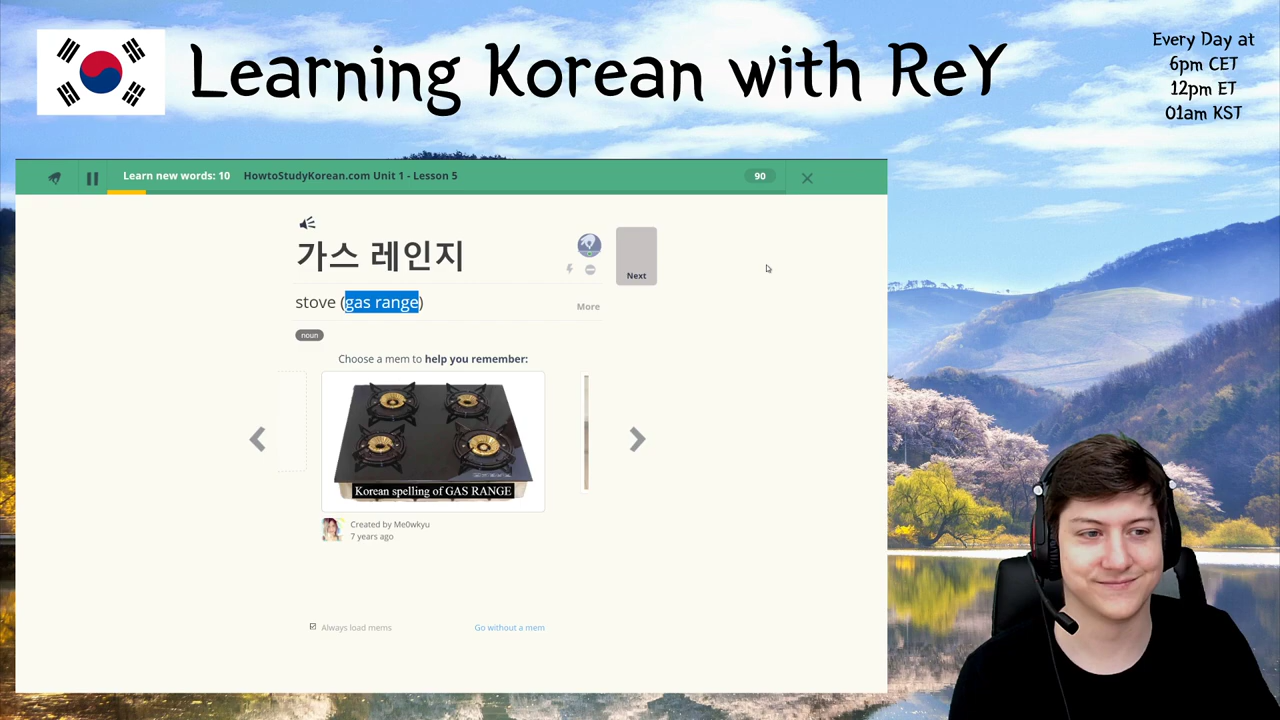 Learning Korean with ReY
Every Day at
6pm CET
12pm ET
01am KST
Learn new words: 10 HowtoStudyKorean.com Unit 1 - Lesson 5
90
가스 레인지
Next
stove (gas range)
More
noun
Choose a mem to help you remember:
Korean spelling of GAS RANGE
Created by Me0wkyu
7 years ago
Always load mems
Go without a mem